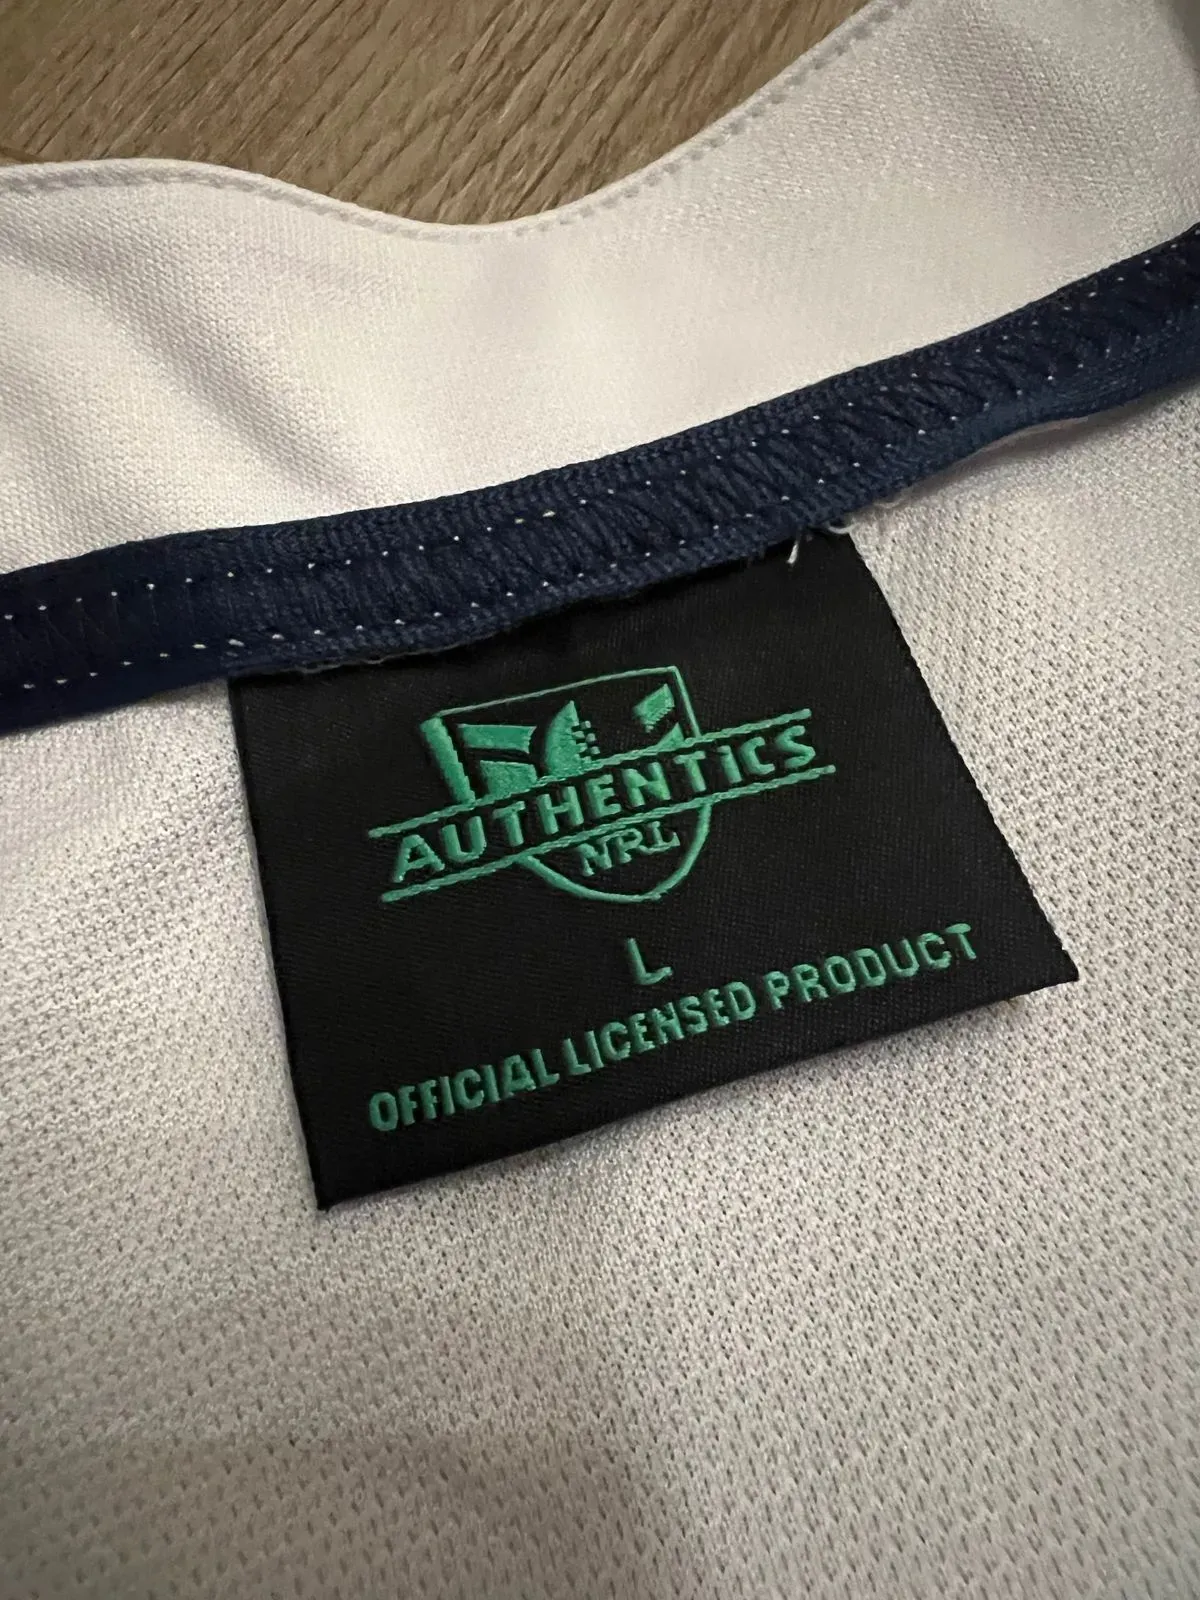 AUTHENTICS
NRL
L
OFFICIAL LICENSED PRODUCT